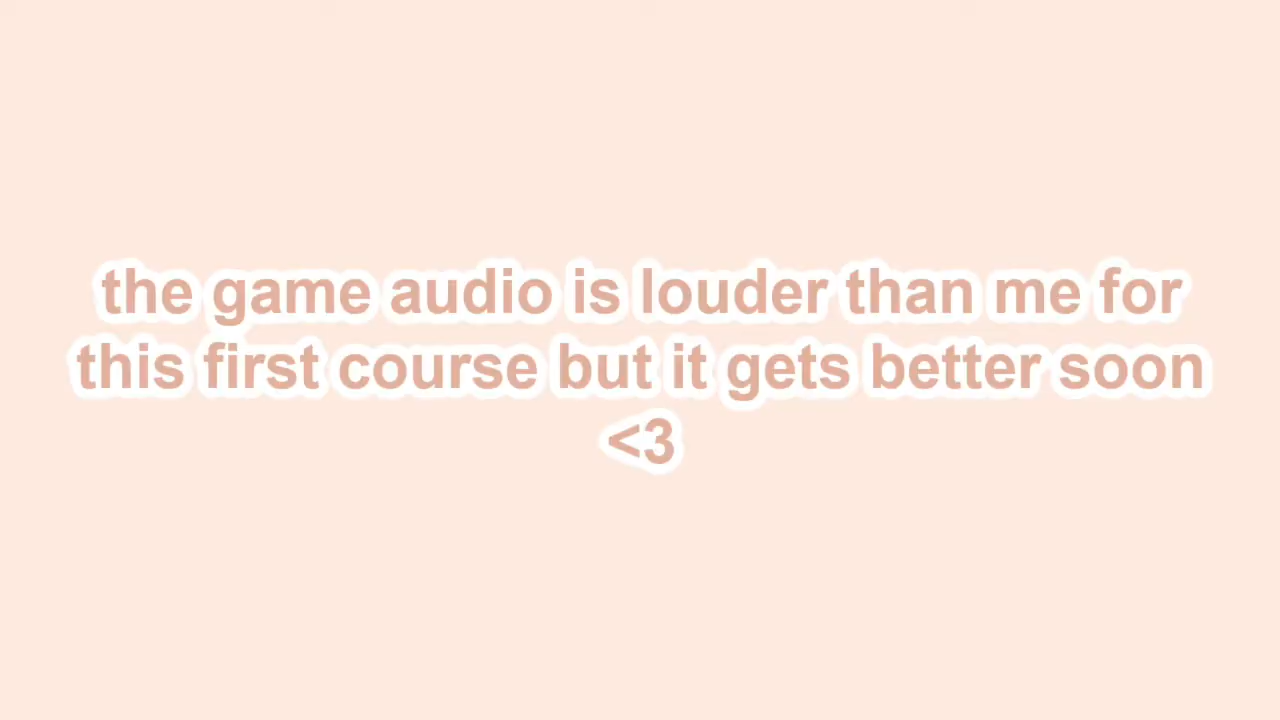 the game audio is louder than me for
this first course but it gets better soon
<3